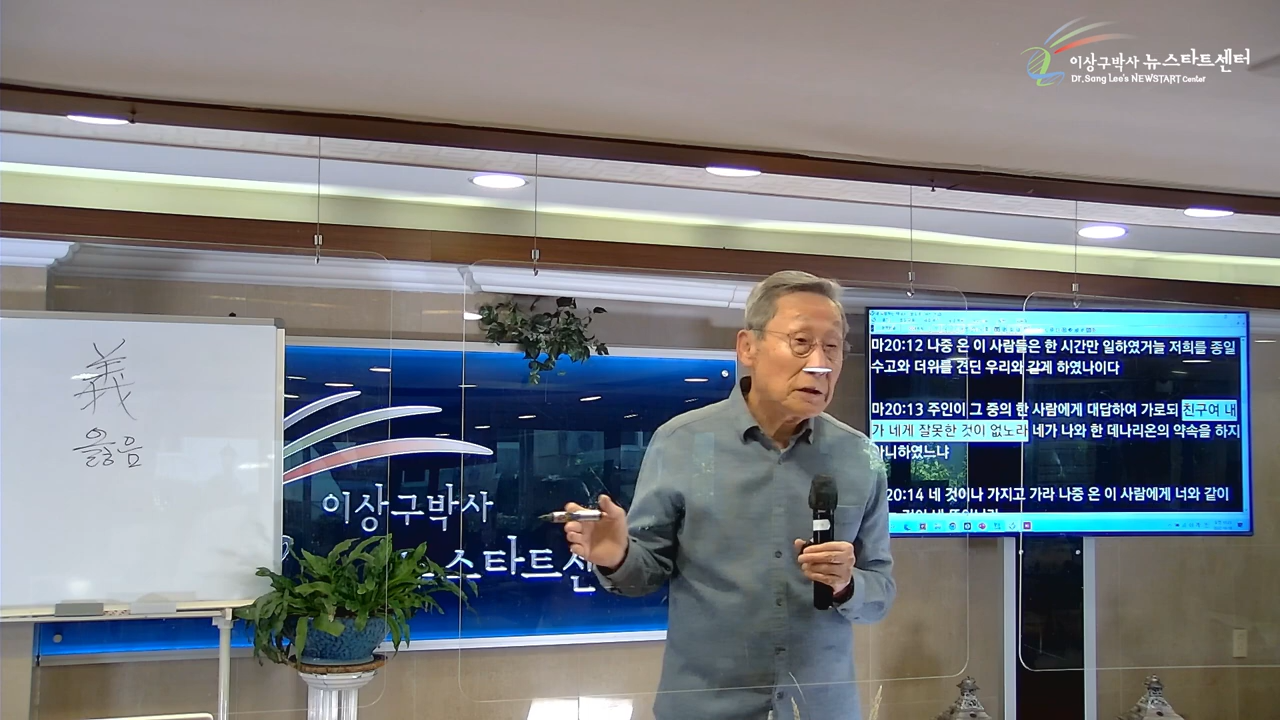 이상구박사 뉴스타트센터
Dr. Sang Lee's NEWSTART Center
義
옳음
이상구박사
스타트센
마20:12 나중 온 이 사람들은 한 시간만 일하였거늘 저희를 종일
수고와 더위를 견딘 우리와 같게 하였나이다
마20:13 주인이 그 중의 한 사람에게 대답하여 가로되 친구여 내
가 네게 잘못한 것이 없노라 네가 나와 한 데나리온의 약속을 하지
아니하였느냐
마20:14 네 것이나 가지고 가라 나중 온 이 사람에게 너와 같이